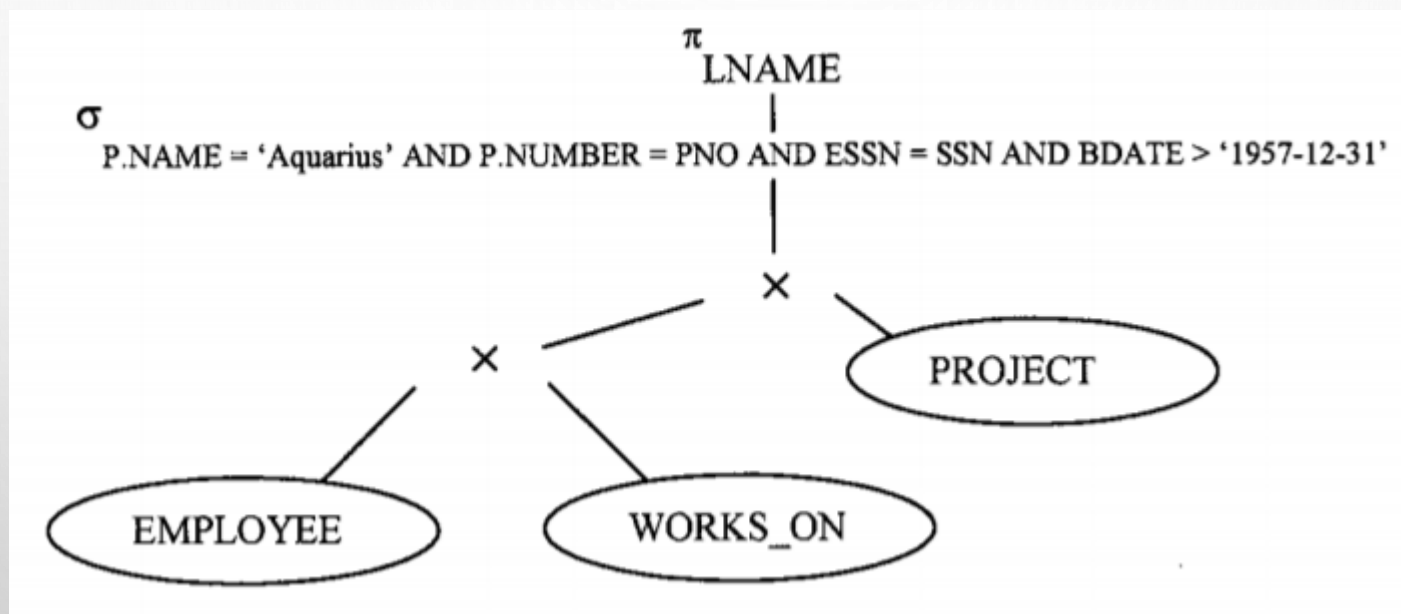 π
LNAME
σ
P.NAME = ‘Aquarius’ AND P.NUMBER = PNO AND ESSN = SSN AND BDATE > ‘1957-12-31’
×
×
PROJECT
EMPLOYEE
WORKS_ON